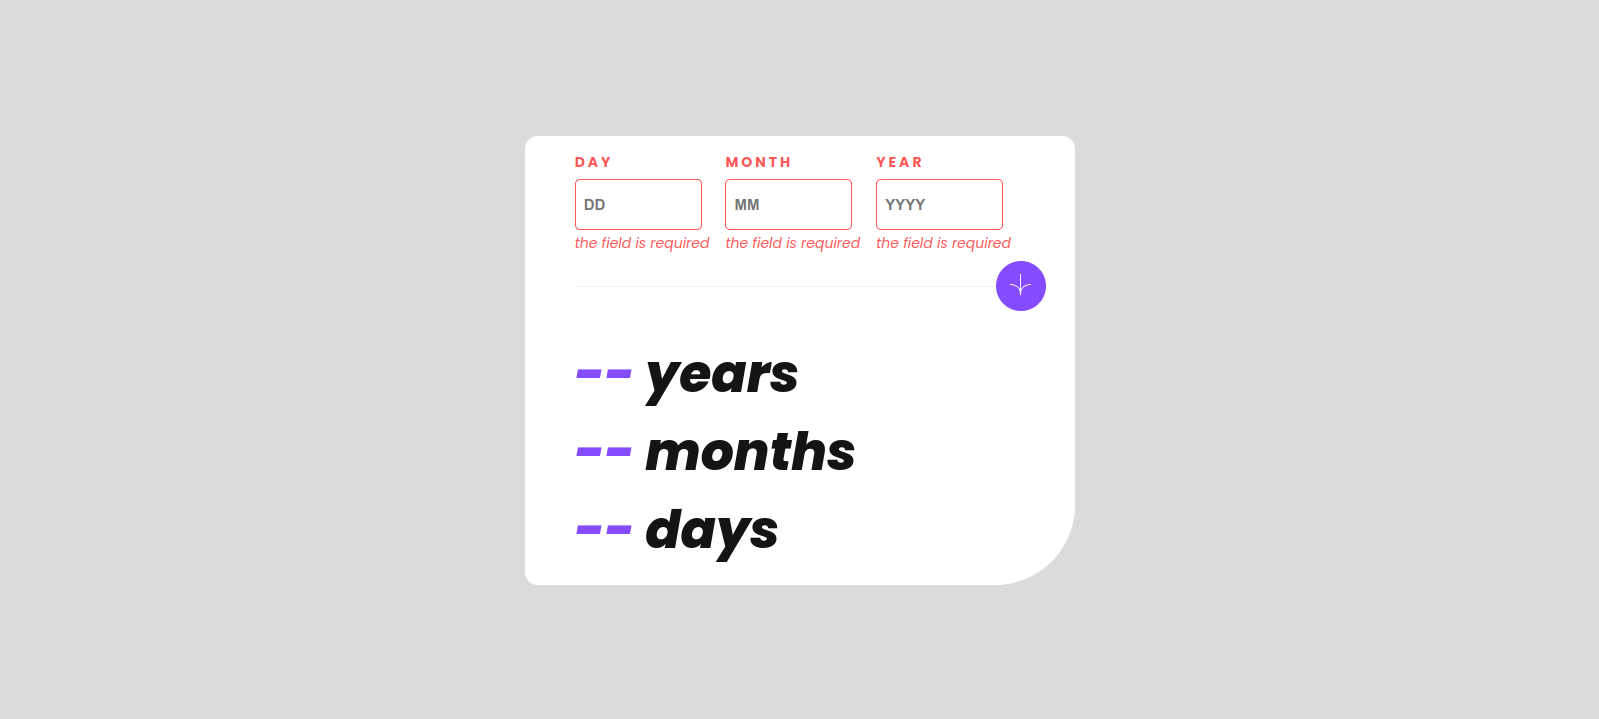 DAY MONTH YEAR
DD MM YYYY
the field is required the field is required the field is required
-- years
-- months
-- days